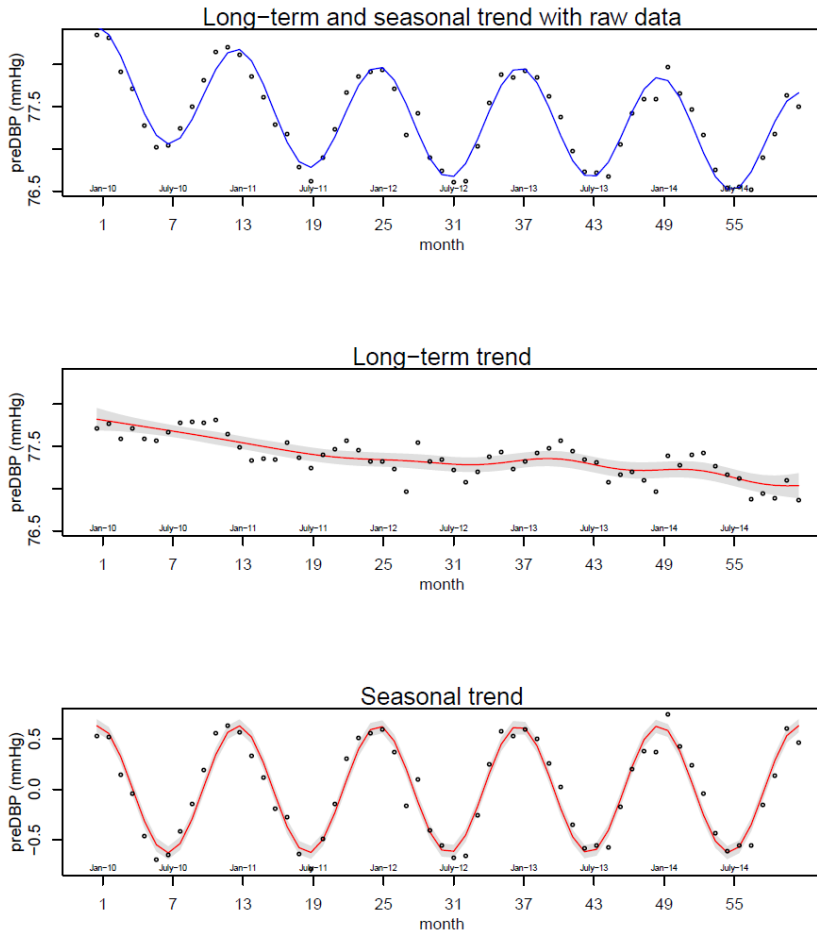 Long−term and seasonal trend with raw data
preDBP (mmHg)
77.5
76.5
Jan−10 July−10 Jan−11 July−11 Jan−12 July−12 Jan−13 July−13 Jan−14 July−14
1 7 13 19 25 31 37 43 49 55
month
Long−term trend
preDBP (mmHg)
77.5
76.5
Jan−10 July−10 Jan−11 July−11 Jan−12 July−12 Jan−13 July−13 Jan−14 July−14
1 7 13 19 25 31 37 43 49 55
month
Seasonal trend
preDBP (mmHg)
0.5
0.0
−0.5
Jan−10 July−10 Jan−11 July−11 Jan−12 July−12 Jan−13 July−13 Jan−14 July−14
1 7 13 19 25 31 37 43 49 55
month